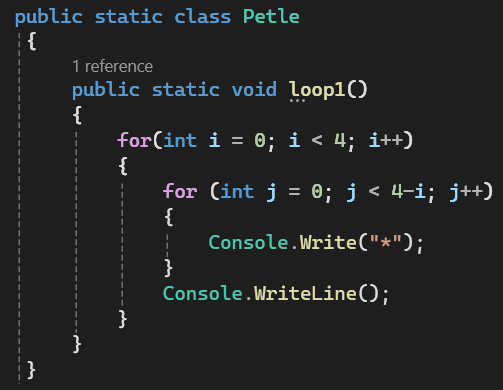 public static class Petle
{
1 reference
public static void loop1()
{
for(int i = 0; i < 4; i++)
{
for (int j = 0; j < 4-i; j++)
{
Console.Write("*");
}
Console.WriteLine();
}
}
}